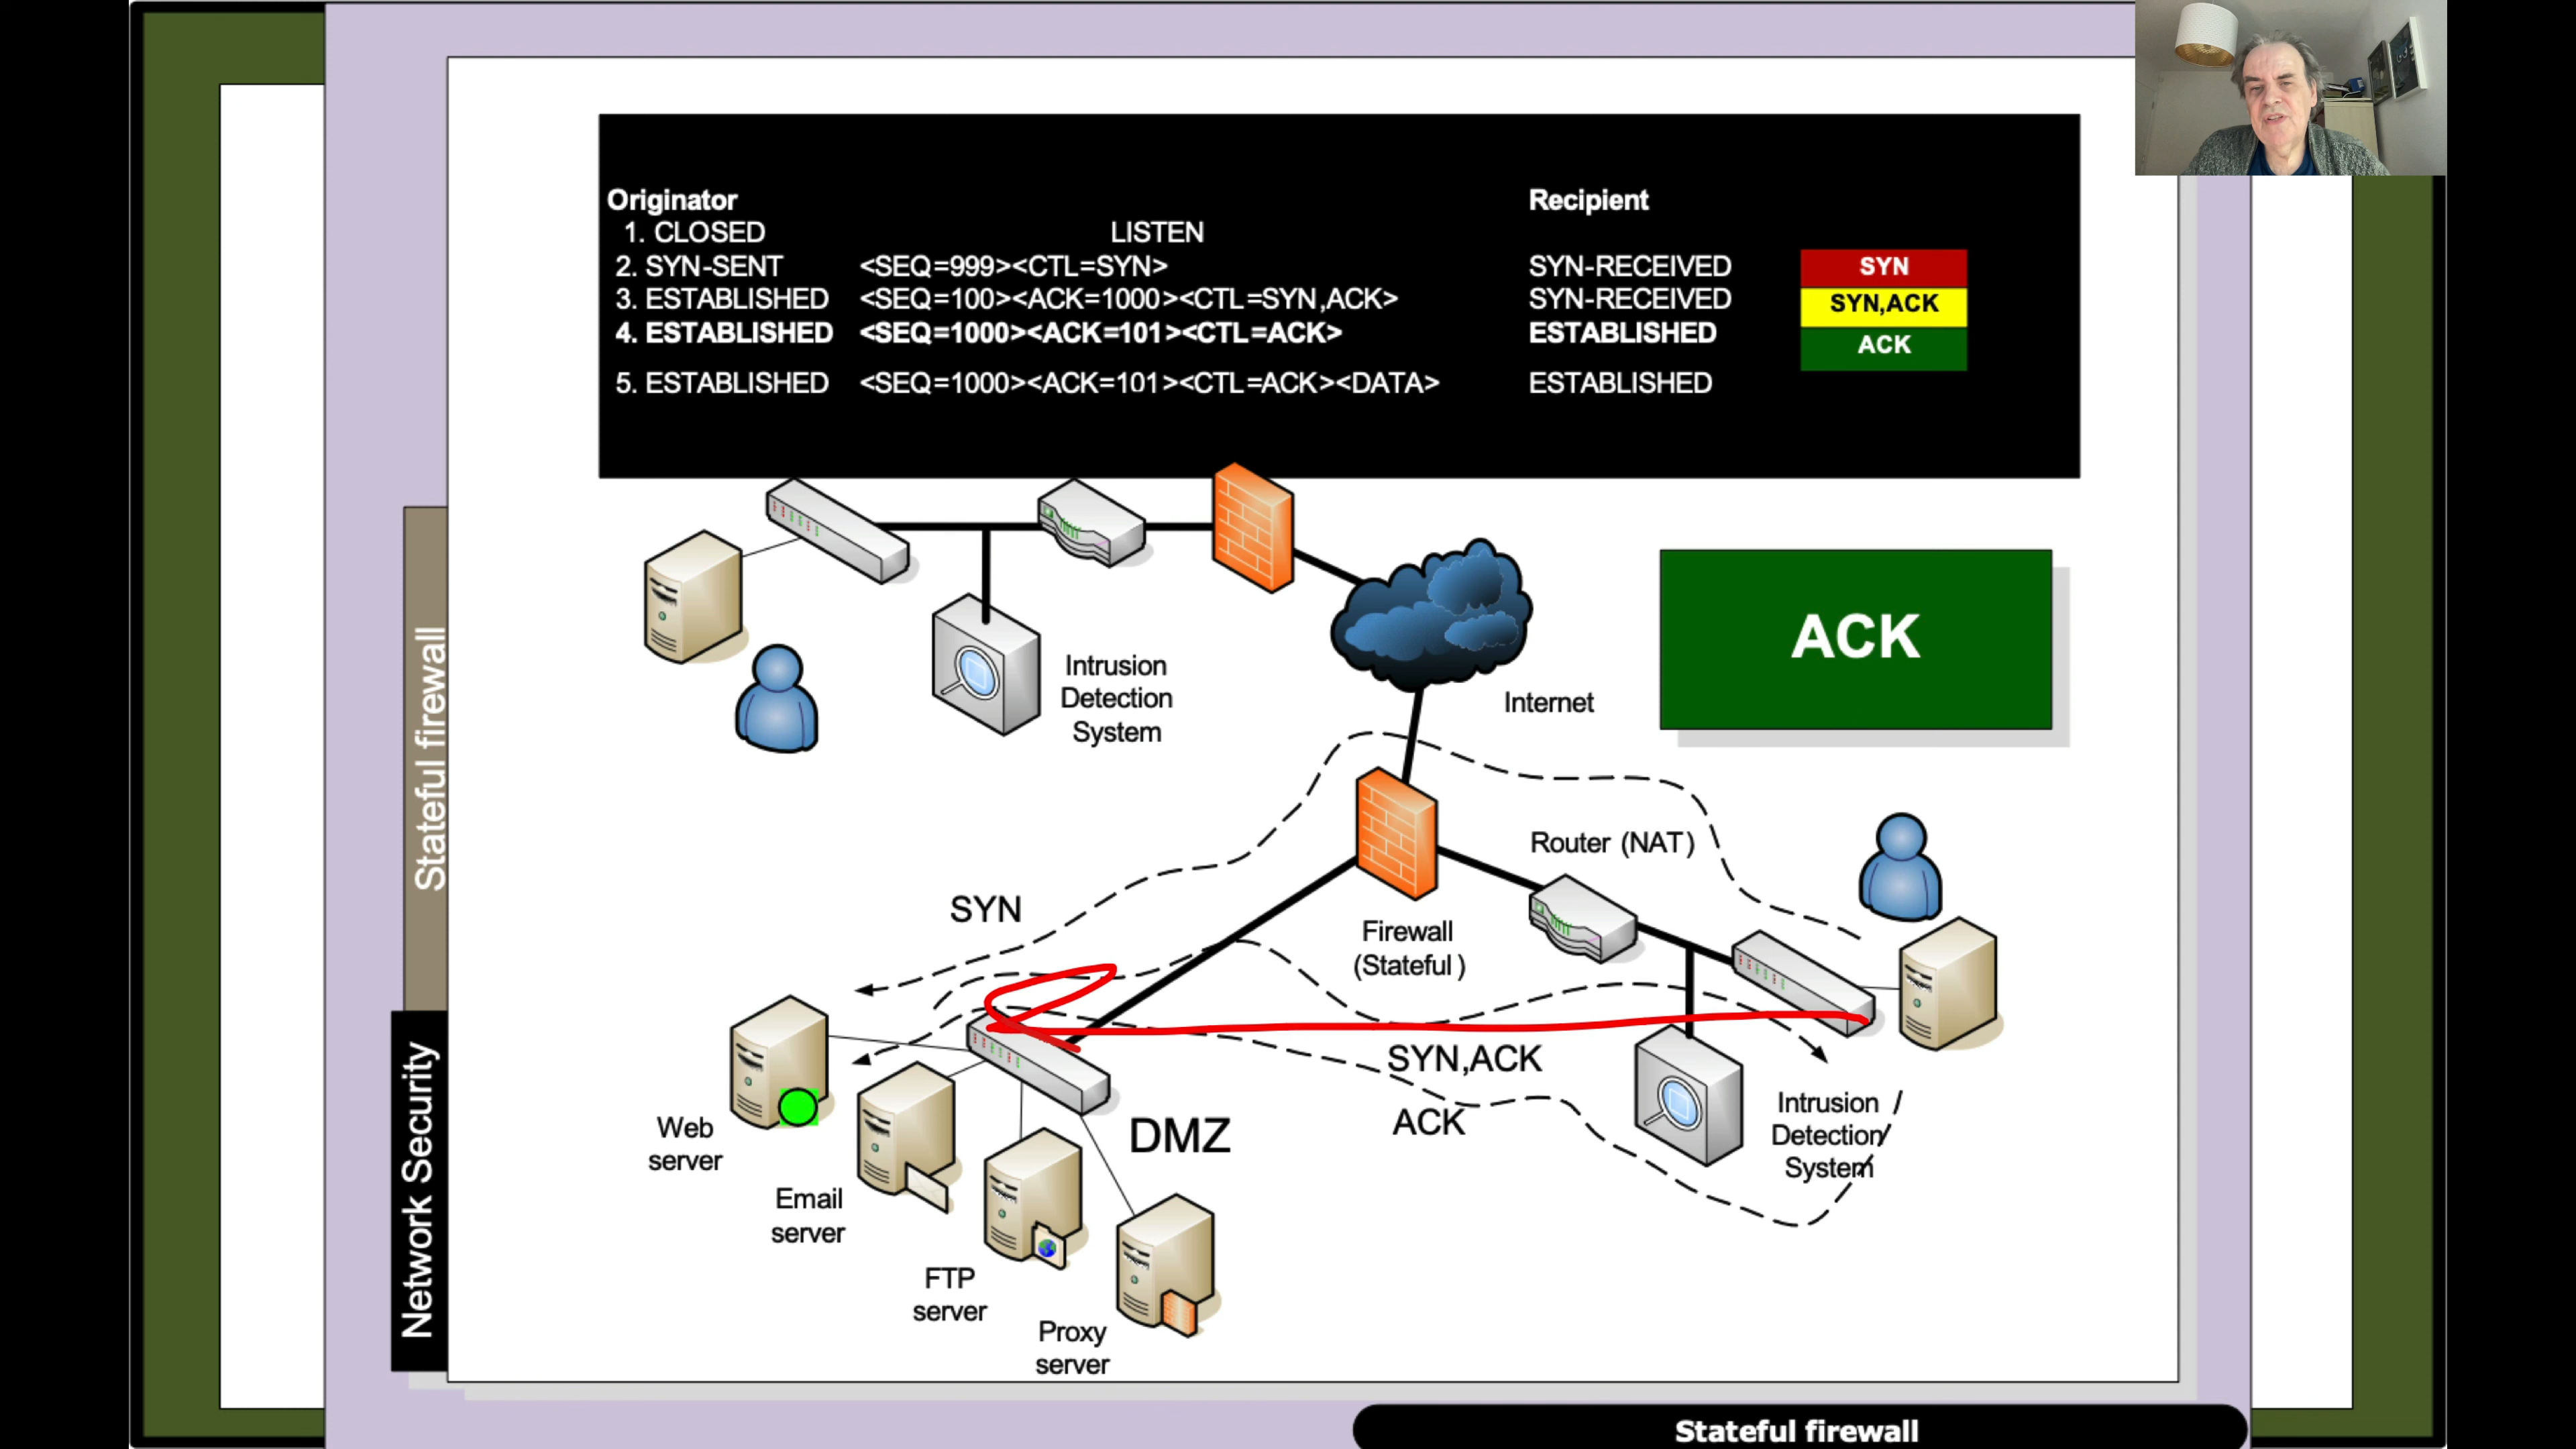 Originator Recipient
1. CLOSED LISTEN
2. SYN-SENT <SEQ=999><CTL=SYN> SYN-RECEIVED SYN
3. ESTABLISHED <SEQ=100><ACK=1000><CTL=SYN,ACK> SYN-RECEIVED SYN,ACK
4. ESTABLISHED <SEQ=1000><ACK=101><CTL=ACK> ESTABLISHED ACK
5. ESTABLISHED <SEQ=1000><ACK=101><CTL=ACK><DATA> ESTABLISHED
Intrusion
Detection
System
Internet
ACK
Stateful firewall
Router (NAT)
SYN
Firewall
(Stateful)
SYN,ACK
ACK
Intrusion
Detection
System
DMZ
Web
server
Email
server
FTP
server
Proxy
server
Network Security
Stateful firewall